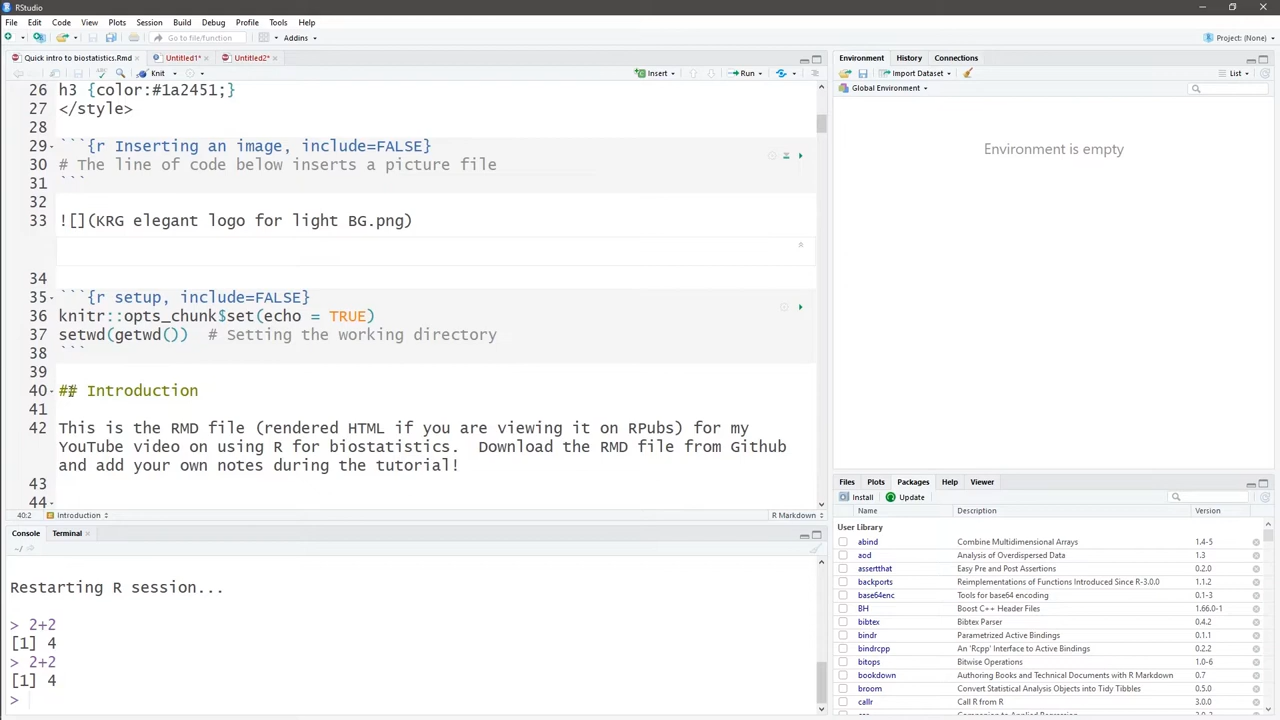 RStudio
File Edit Code View Plots Session Build Debug Profile Tools Help
Go to file/function Addins Project: (None)
Quick intro to biostatistics.Rmd Untitled1* Untitled2*
Knit Insert Run
26 h3 {color:#1a2451;}
27 </style>
28
29 ```{r Inserting an image, include=FALSE}
30 # The line of code below inserts a picture file
31 ```
32
33 ![](KRG elegant logo for light BG.png)
34
35 ```{r setup, include=FALSE}
36 knitr::opts_chunk$set(echo = TRUE)
37 setwd(getwd()) # Setting the working directory
38 ```
39
40 ## Introduction
41
42 This is the RMD file (rendered HTML if you are viewing it on RPubs) for my
YouTube video on using R for biostatistics. Download the RMD file from Github
and add your own notes during the tutorial!
43
44
40:2 Introduction R Markdown
Console Terminal
~/
Restarting R session...
> 2+2
[1] 4
> 2+2
[1] 4
>
Environment History Connections
Import Dataset List
Global Environment
Environment is empty
Files Plots Packages Help Viewer
Install Update
Name Description Version
User Library
abind Combine Multidimensional Arrays 1.4-5
aod Analysis of Overdispersed Data 1.3
assertthat Easy Pre and Post Assertions 0.2.0
backports Reimplementations of Functions Introduced Since R-3.0.0 1.1.2
base64enc Tools for base64 encoding 0.1-3
BH Boost C++ Header Files 1.66.0-1
bibtex Bibtex Parser 0.4.2
bindr Parametrized Active Bindings 0.1.1
bindrcpp An 'Rcpp' Interface to Active Bindings 0.2.2
bitops Bitwise Operations 1.0-6
bookdown Authoring Books and Technical Documents with R Markdown 0.7
broom Convert Statistical Analysis Objects into Tidy Tibbles 0.5.0
callr Call R from R 3.0.0